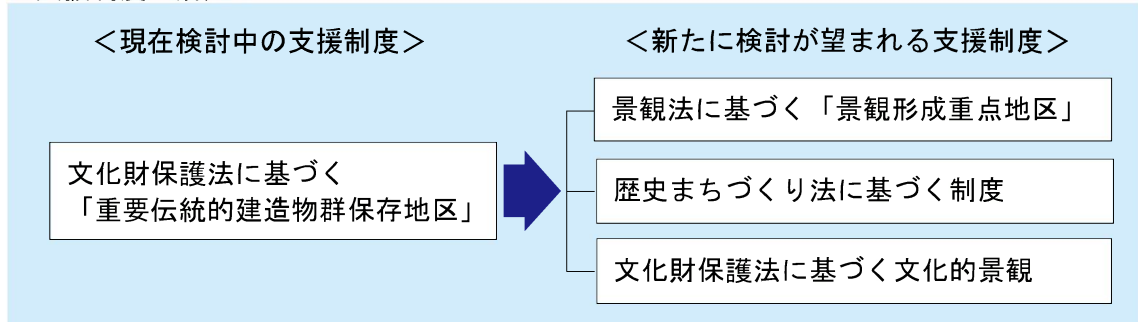 ＜現在検討中の支援制度＞
文化財保護法に基づく
「重要伝統的建造物群保存地区」
＜新たに検討が望まれる支援制度＞
景観法に基づく「景観形成重点地区」
歴史まちづくり法に基づく制度
文化財保護法に基づく文化的景観